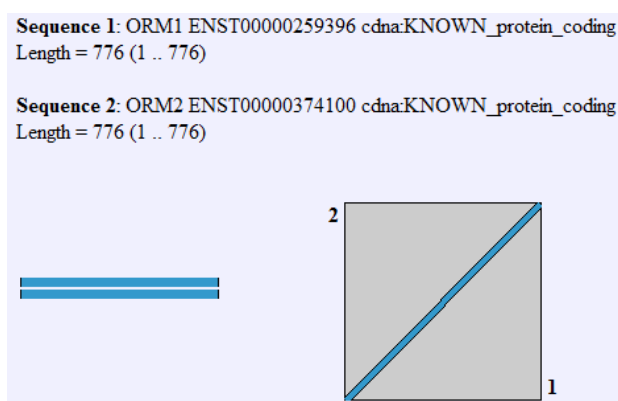 Sequence 1: ORM1 ENST00000259396 cdna:KNOWN_protein_coding
Length = 776 (1 .. 776)
Sequence 2: ORM2 ENST00000374100 cdna:KNOWN_protein_coding
Length = 776 (1 .. 776)
2
1